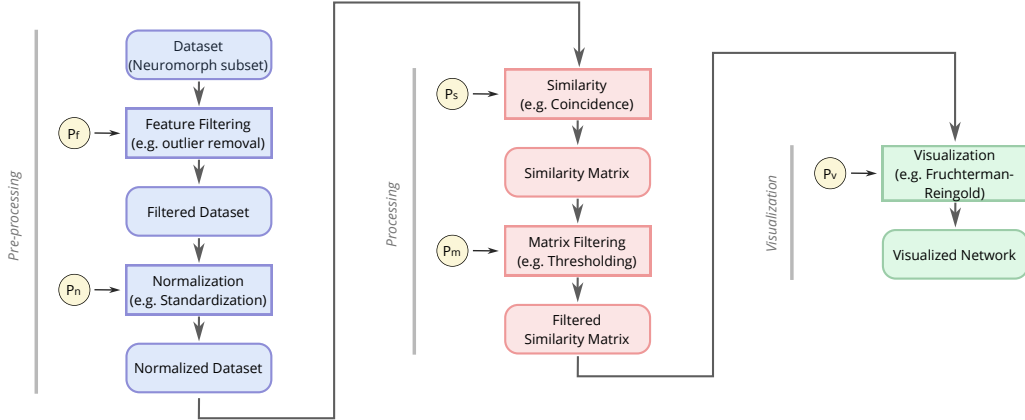 Pre-processing
Dataset
(Neuromorph subset)
Pf
Feature Filtering
(e.g. outlier removal)
Filtered Dataset
Pn
Normalization
(e.g. Standardization)
Normalized Dataset
Processing
Ps
Similarity
(e.g. Coincidence)
Similarity Matrix
Pm
Matrix Filtering
(e.g. Thresholding)
Filtered
Similarity Matrix
Visualization
Pv
Visualization
(e.g. Fruchterman-
Reingold)
Visualized Network